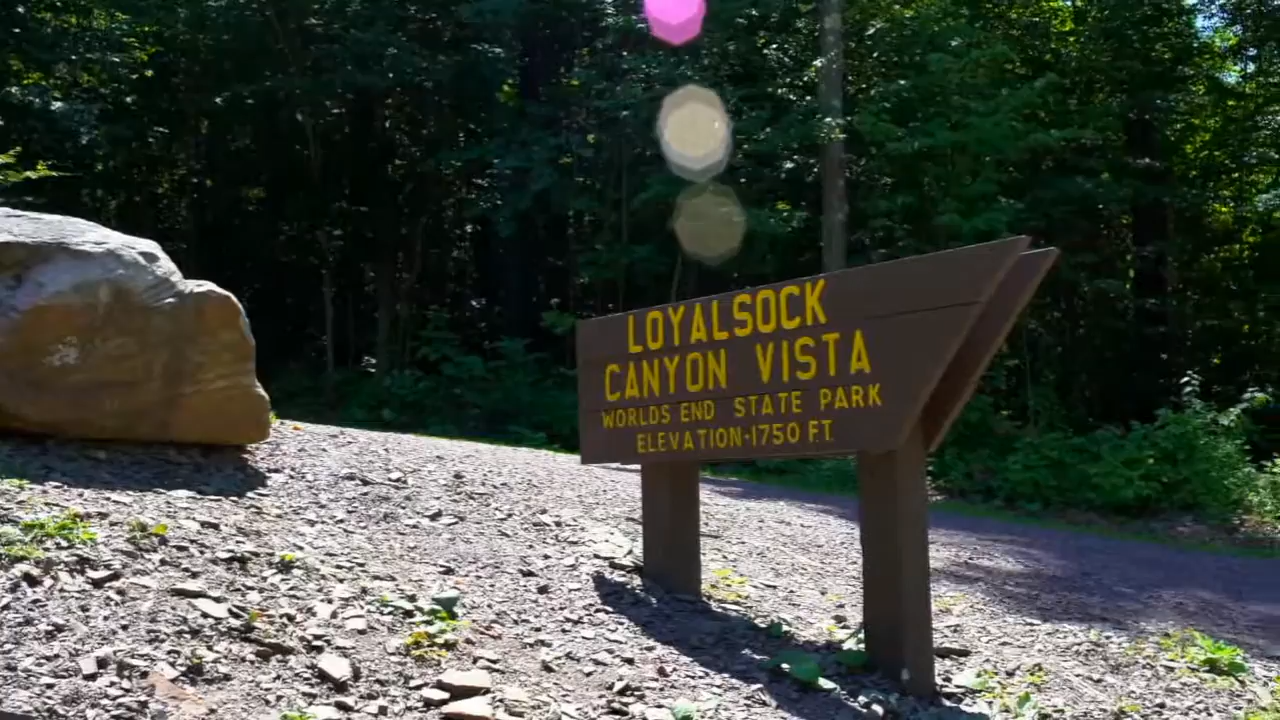 LOYALSOCK
CANYON VISTA
WORLDS END STATE PARK
ELEVATION-1750 FT.